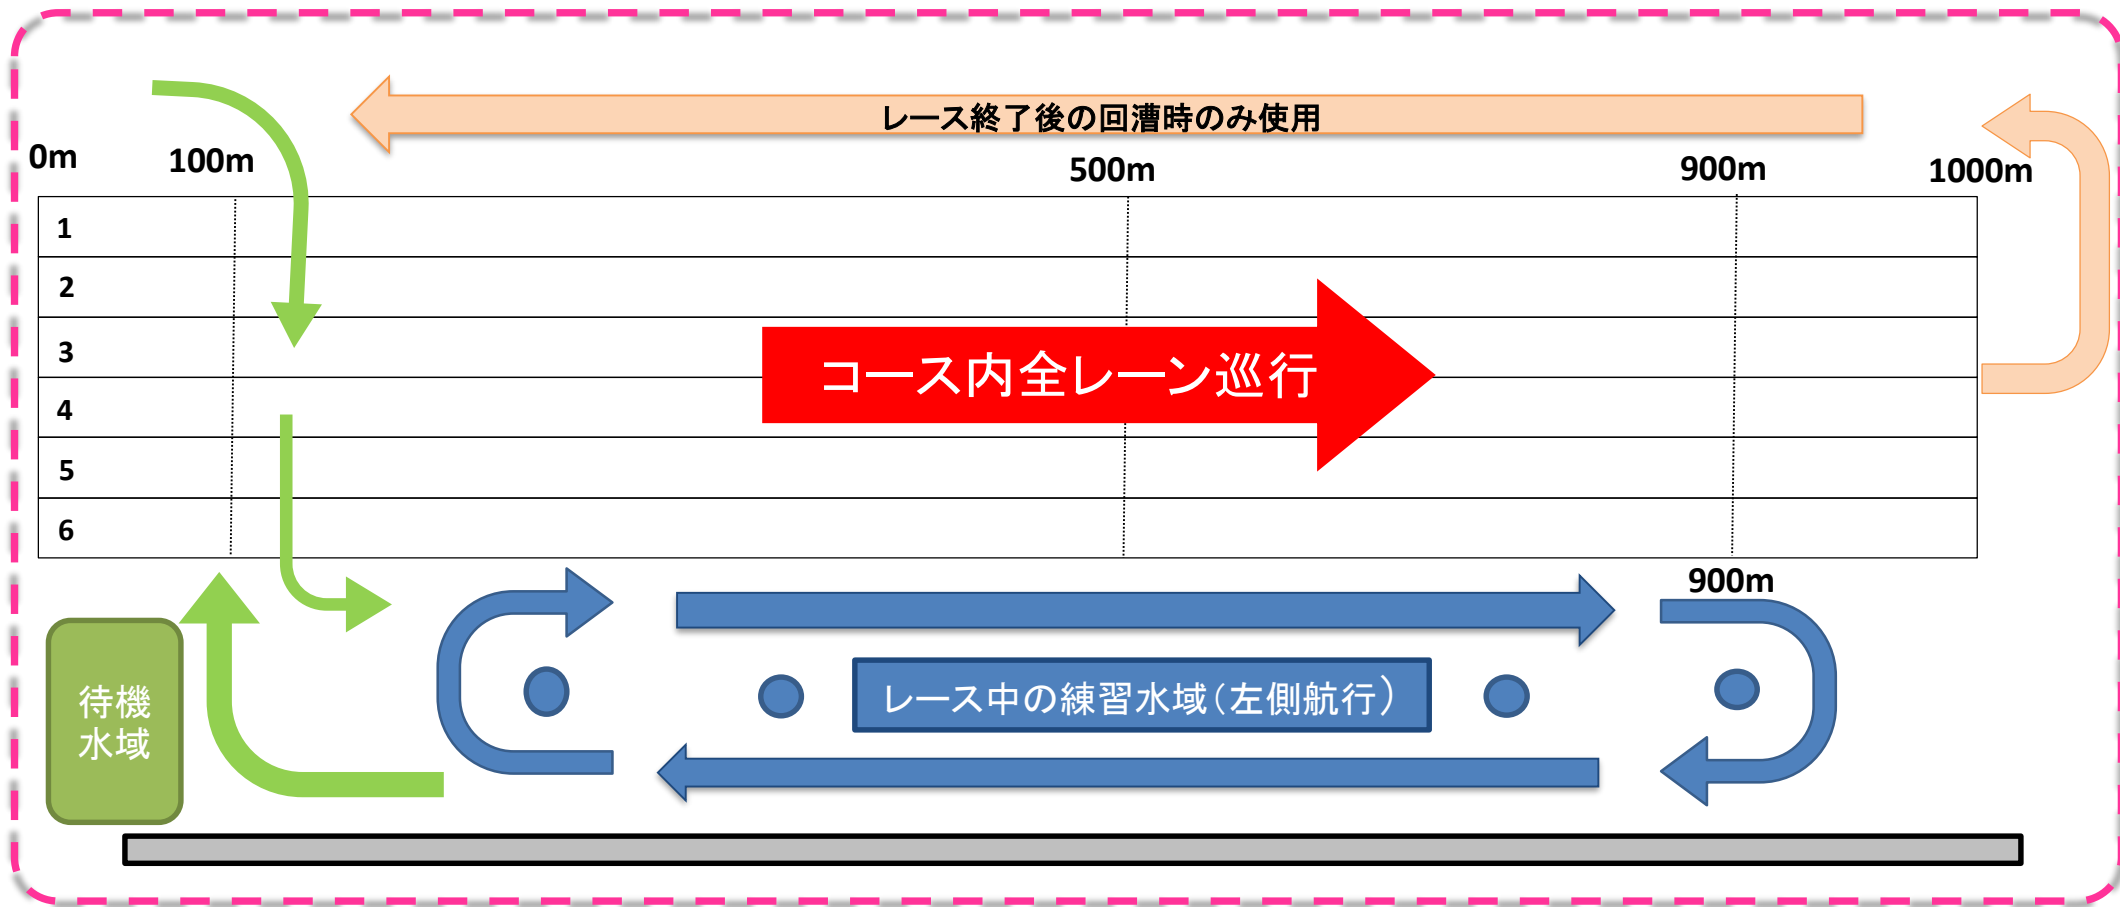 レース終了後の回漕時のみ使用
0m
100m
500m
900m
1000m
1
2
3
コース内全レーン巡行
4
5
6
900m
待機
水域
レース中の練習水域（左側航行）